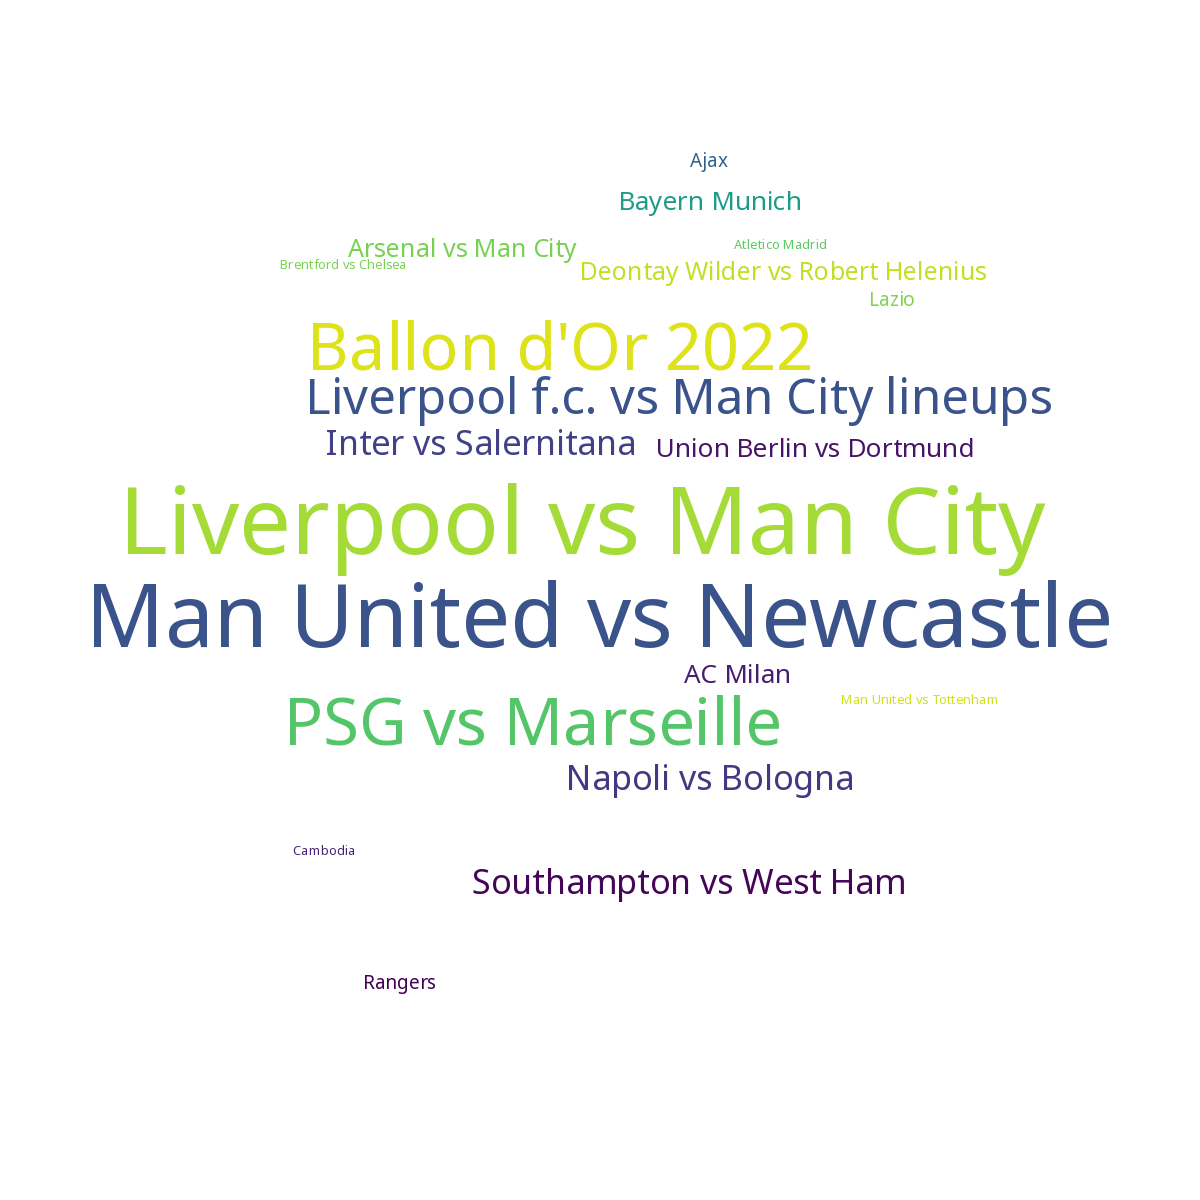 Ajax
Bayern Munich
Arsenal vs Man City
Atletico Madrid
Brentford vs Chelsea
Deontay Wilder vs Robert Helenius
Lazio
Ballon d'Or 2022
Liverpool f.c. vs Man City lineups
Inter vs Salernitana
Union Berlin vs Dortmund
Liverpool vs Man City
Man United vs Newcastle
AC Milan
Man United vs Tottenham
PSG vs Marseille
Napoli vs Bologna
Cambodia
Southampton vs West Ham
Rangers